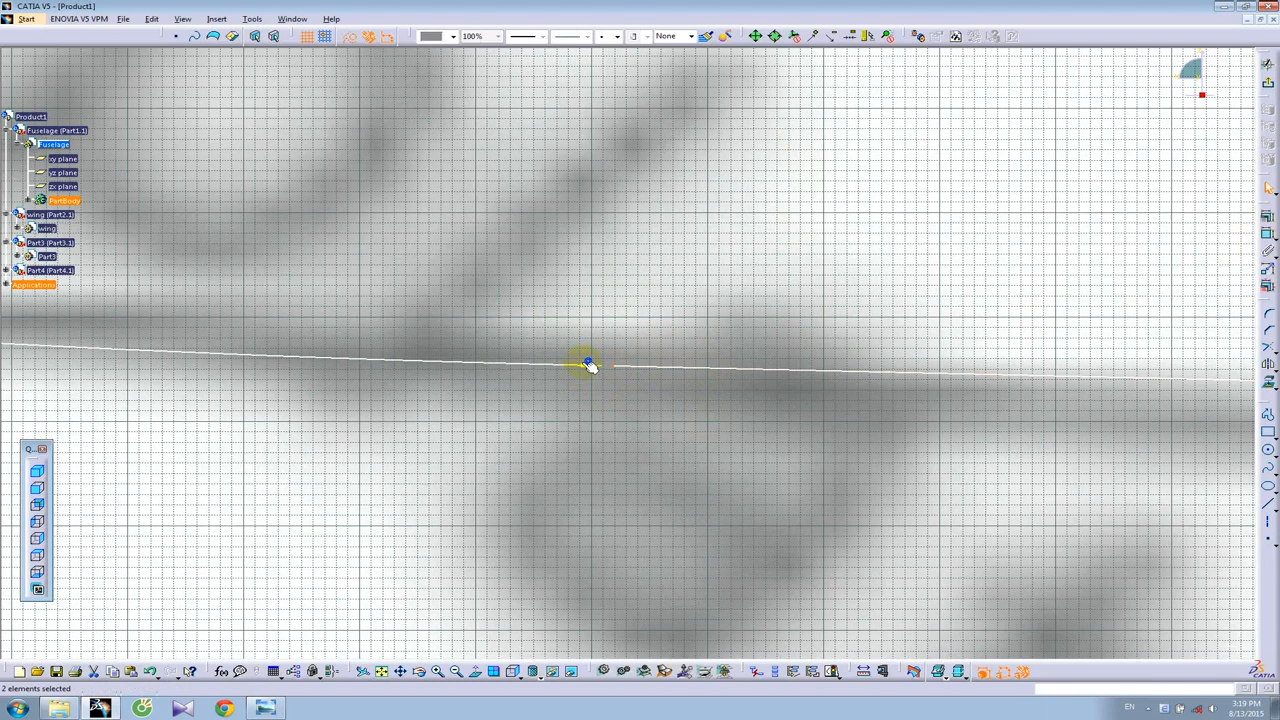 CATIA V5 - [Product1]
Start ENOVIA V5 VPM File Edit View Insert Tools Window Help
100% .3 None
Product1
Fuselage (Part1.1)
Fuselage
xy plane
yz plane
zx plane
PartBody
wing (Part2.1)
wing
Part3 (Part3.1)
Part3
Part4 (Part4.1)
Applications
Q...
f(x)
CATIA
2 elements selected
EN 3:19 PM
8/13/2015